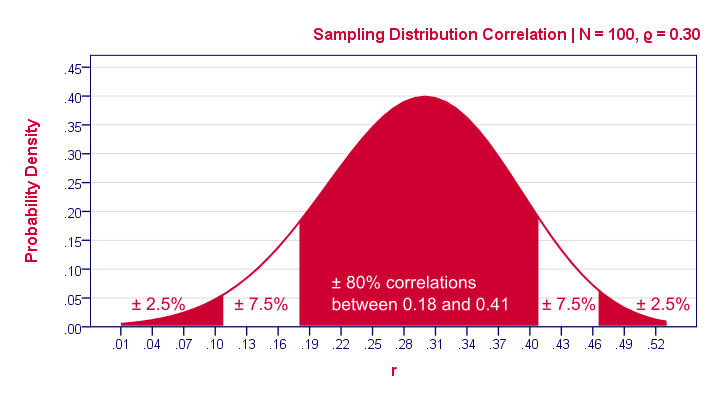 Sampling Distribution Correlation | N = 100, ϱ = 0.30
Probability Density
.45
.40
.35
.30
.25
.20
.15
.10
.05
.00
± 80% correlations
between 0.18 and 0.41
± 2.5%
± 7.5%
± 7.5%
± 2.5%
.01 .04 .07 .10 .13 .16 .19 .22 .25 .28 .31 .34 .37 .40 .43 .46 .49 .52
r